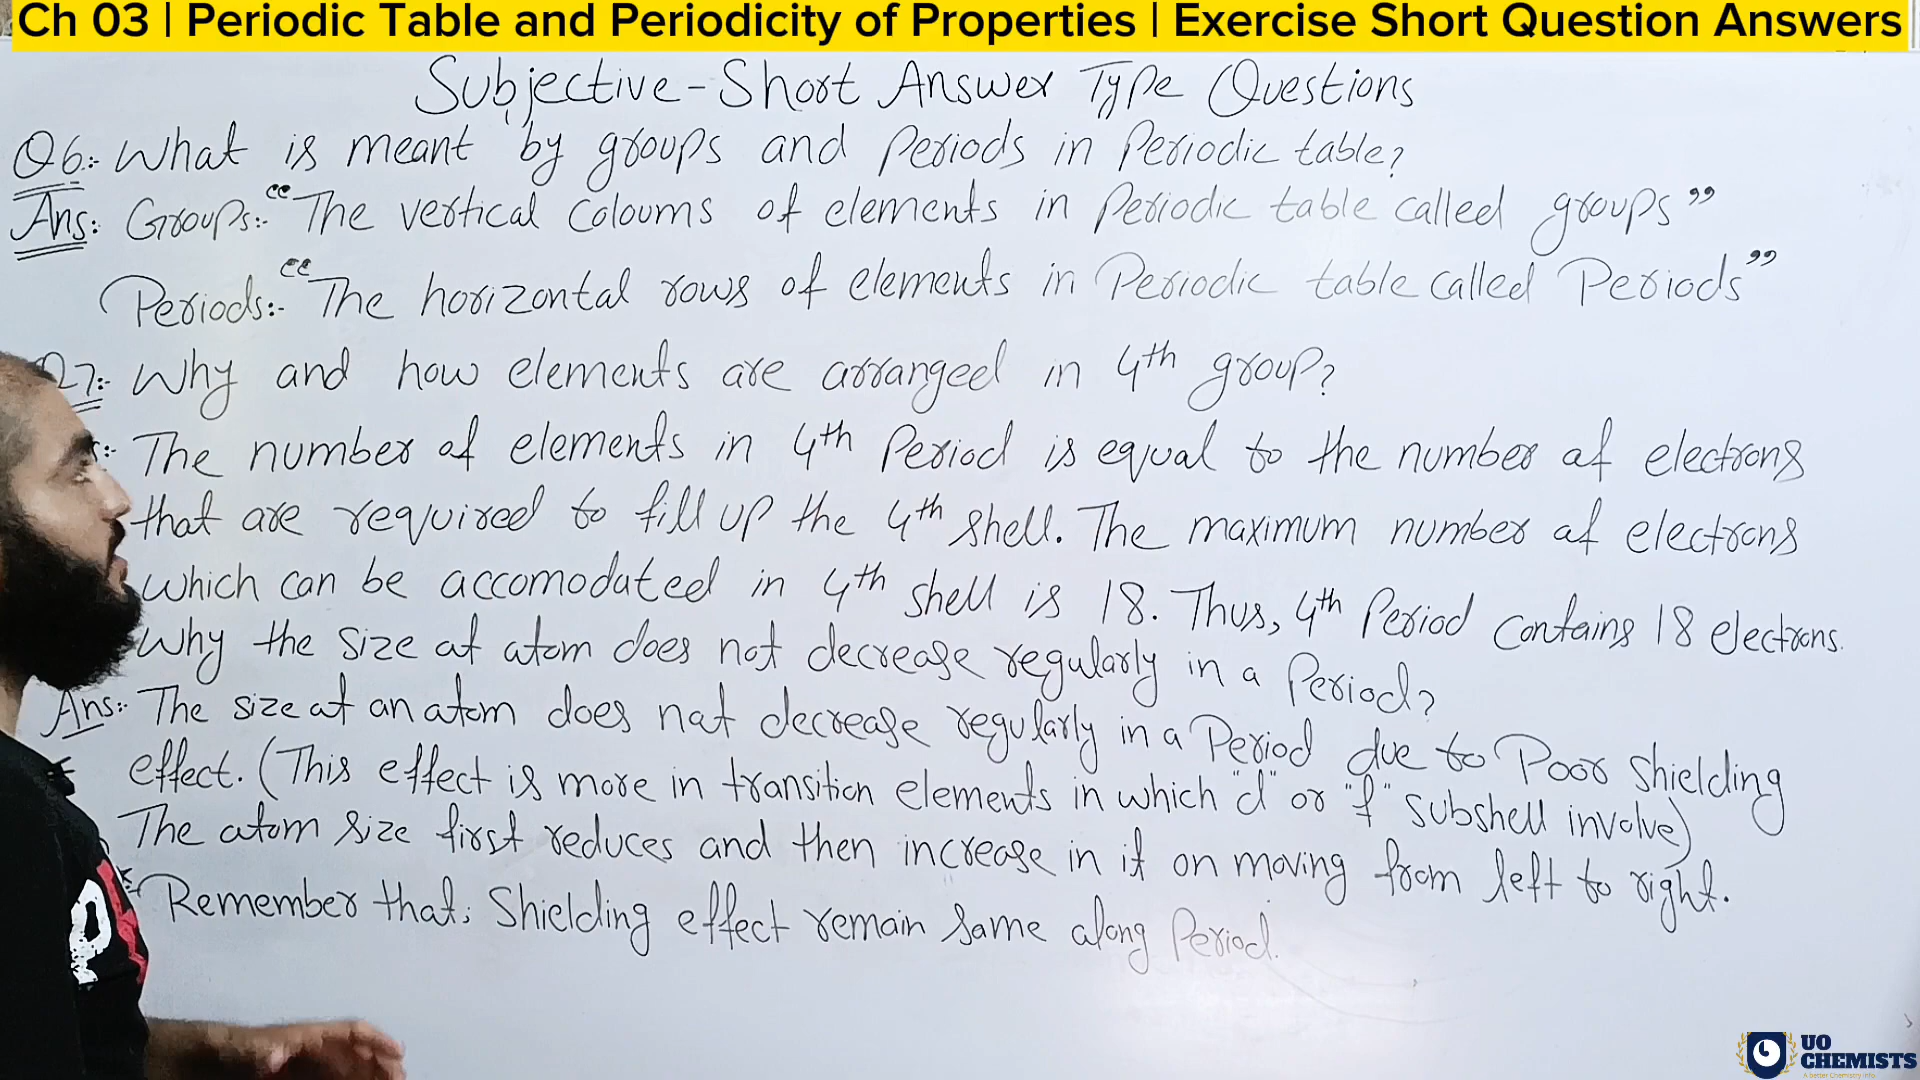 Ch 03 | Periodic Table and Periodicity of Properties | Exercise Short Question Answers
Subjective-Short Answer Type Questions
Q6:- What is meant by groups and Periods in Periodic table?
Ans: Groups:- "The vertical coloums of elements in Periodic table called groups"
Periods:- "The horizontal rows of elements in Periodic table called Periods"
Q7:- Why and how elements are arranged in 4th group?
The number of elements in 4th Period is equal to the number of electrons
that are required to fill up the 4th shell. The maximum number of electrons
which can be accomodated in 4th shell is 18. Thus, 4th Period contains 18 electrons.
Why the size of atom does not decrease regularly in a Period?
Ans:- The size of an atom does not decrease regularly in a Period due to Poor Shielding
effect. (This effect is more in transition elements in which "d" or "f" subshell involve)
The atom size first reduces and then increase in it on moving from left to right.
Remember that: Shielding effect remain same along Period.
UO
CHEMISTS